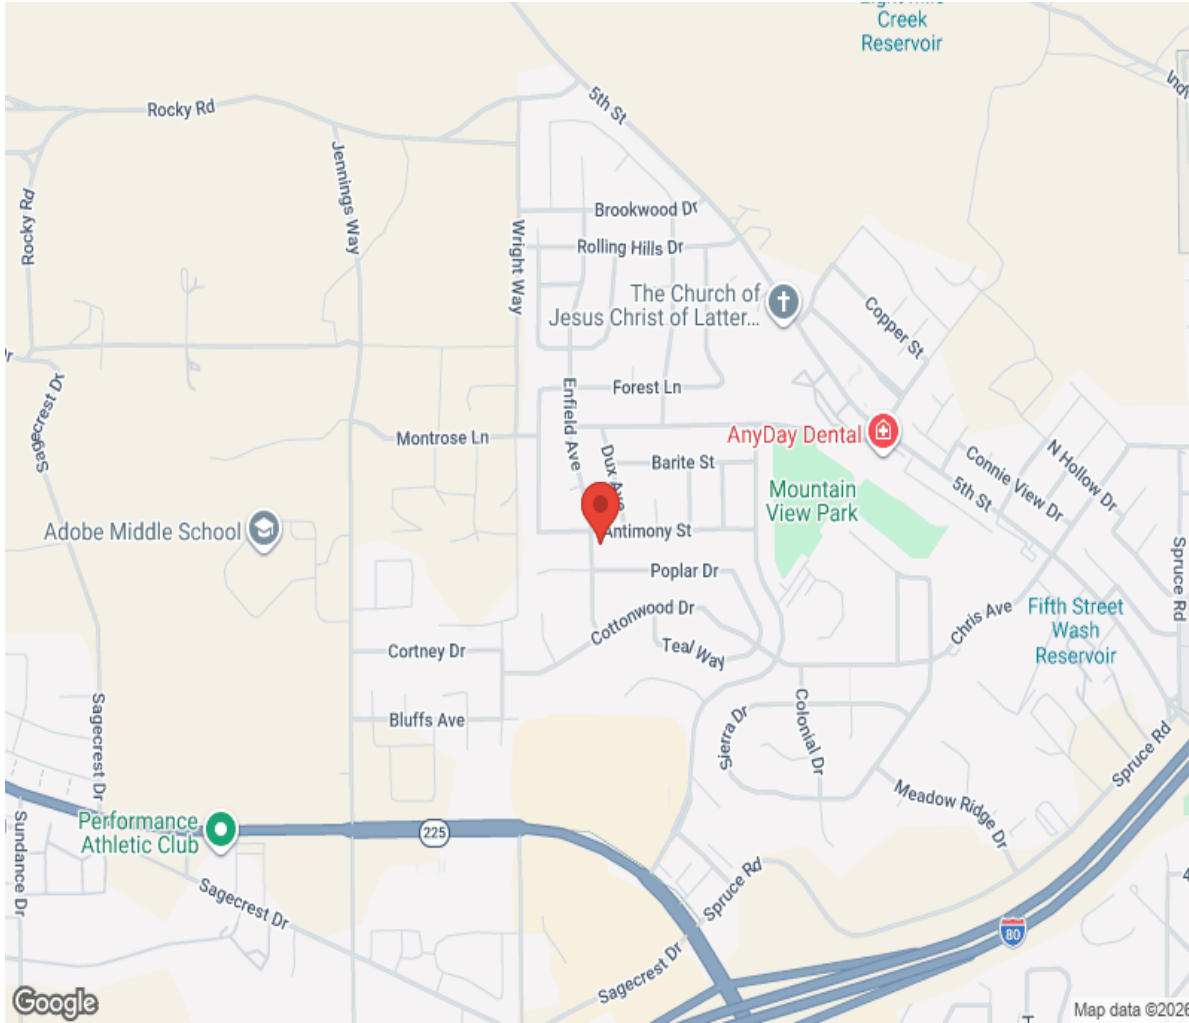 Creek
Reservoir
5th St
Rocky Rd
Jennings Way
Rocky Rd
Brookwood Dr
Wright Way
Rolling Hills Dr
The Church of
Jesus Christ of Latter...
Copper St
Sagecrest Dr
Enfield Ave
Forest Ln
Montrose Ln
AnyDay Dental
Dux Ave
Barite St
N Hollow Dr
Connie View Dr
5th St
Mountain
View Park
Adobe Middle School
Antimony St
Spruce Rd
Poplar Dr
Cottonwood Dr
Chris Ave
Fifth Street
Wash
Reservoir
Cortney Dr
Teal Way
Sagecrest Dr
Bluffs Ave
Sierra Dr
Colonial Dr
Spruce Rd
Meadow Ridge Dr
Sundance Dr
Performance
Athletic Club
225
Sagecrest Dr
Spruce Rd
80
Sagecrest Dr
Google
Map data ©2026